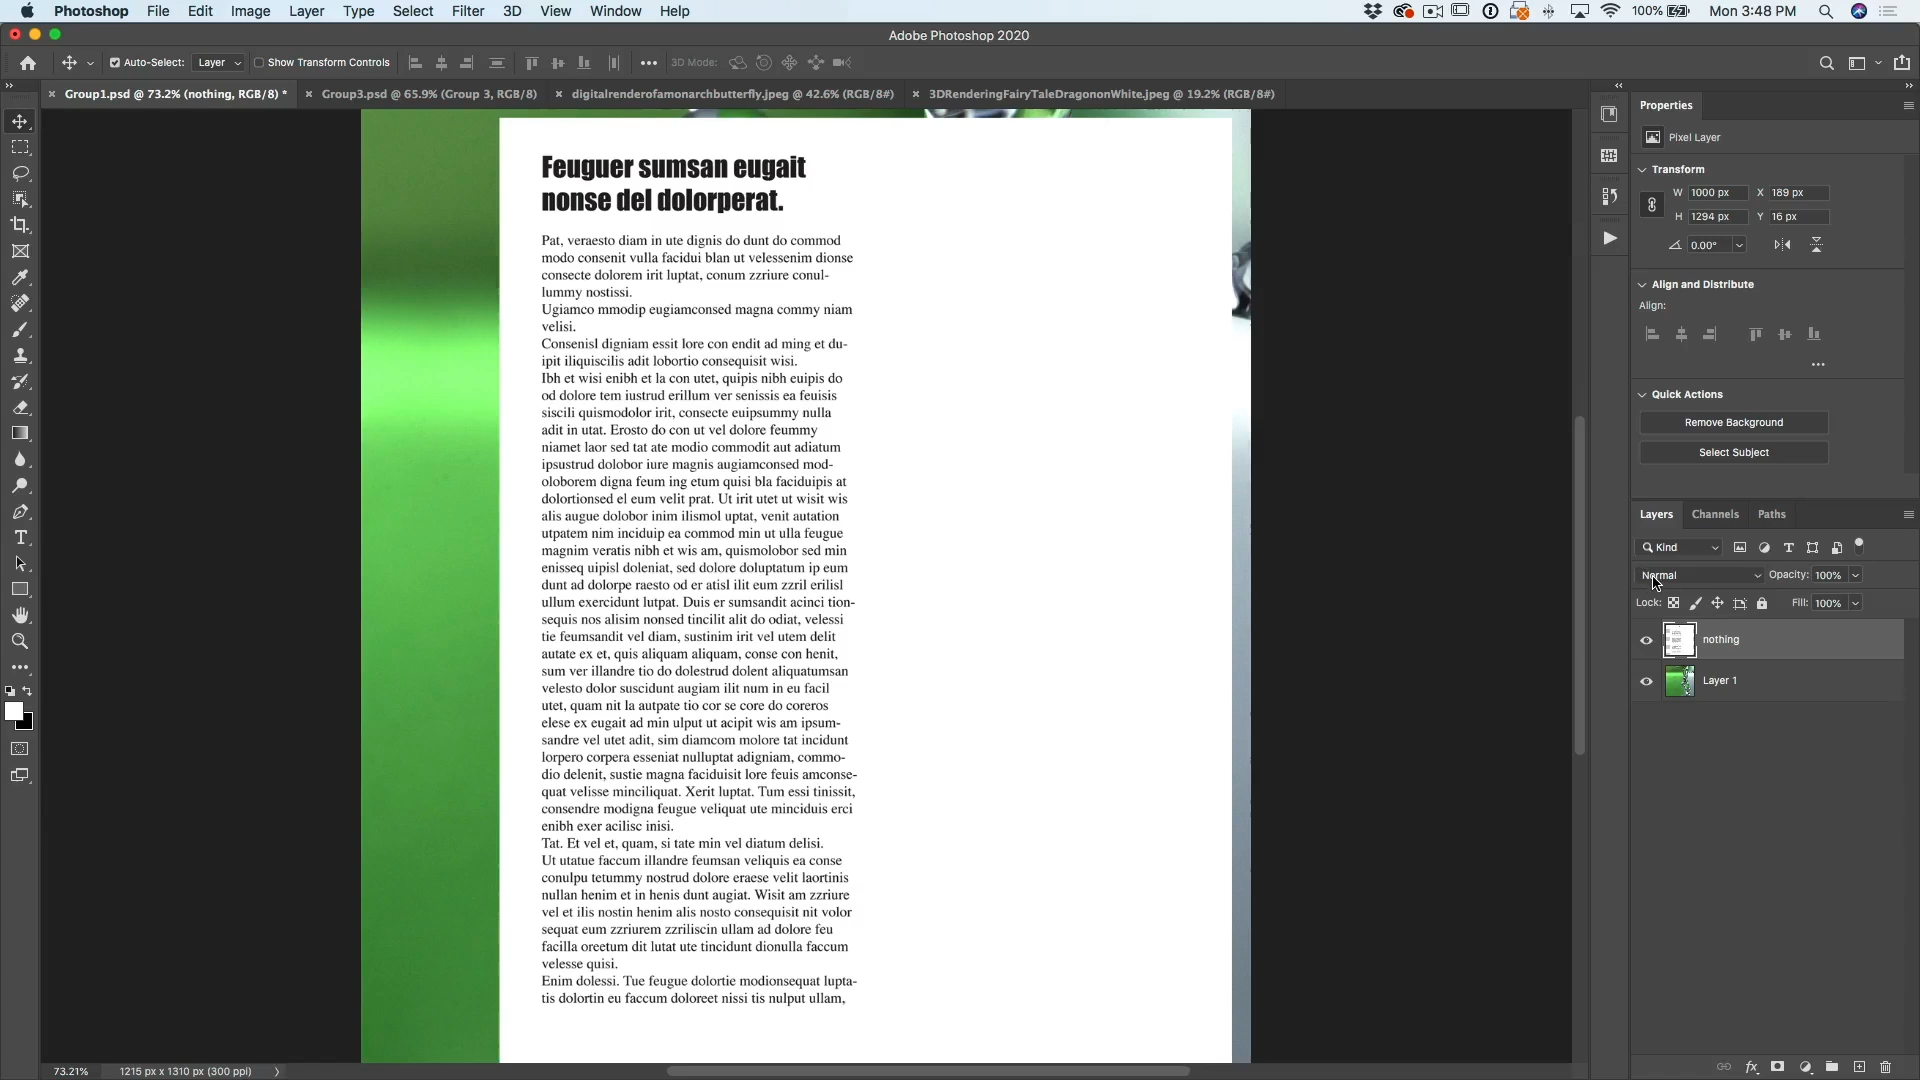 Photoshop File Edit Image Layer Type Select Filter 3D View Window Help 100% Mon 3:48 PM
Adobe Photoshop 2020
Auto-Select: Layer Show Transform Controls 3D Mode:
Group1.psd @ 73.2% (nothing, RGB/8) * Group3.psd @ 65.9% (Group 3, RGB/8) digitalrenderofamonarchbutterfly.jpeg @ 42.6% (RGB/8#) 3DRenderingFairyTaleDragononWhite.jpeg @ 19.2% (RGB/8#)
Feuguer sumsan eugait
nonse del dolorperat.
Pat, veraesto diam in ute dignis do dunt do commod
modo consenit vulla facidui blan ut velessenim dionse
consecte dolorem irit luptat, conum zzriure conul-
lummy nostissi.
Ugiamco mmodip eugiamconsed magna commy niam
velisi.
Consenisl digniam essit lore con endit ad ming et du-
ipit iliquiscilis adit lobortio consequisit wisi.
Ibh et wisi enibh et la con utet, quipis nibh euipis do
od dolore tem iustrud erillum ver senissis ea feuisis
siscili quismodolor irit, consecte euipsummy nulla
adit in utat. Erosto do con ut vel dolore feummy
niamet laor sed tat ate modio commodit aut adiatum
ipsustrud dolobor iure magnis augiamconsed mod-
oloborem digna feum ing etum quisi bla faciduipis at
dolortionsed el eum velit prat. Ut irit utet ut wisit wis
alis augue dolobor inim ilismol uptat, venit autation
utpatem nim inciduip ea commod min ut ulla feugue
magnim veratis nibh et wis am, quismolobor sed min
enisseq uipisl doleniat, sed dolore doluptatum ip eum
dunt ad dolorpe raesto od er atisl ilit eum zzril erilisl
ullum exercidunt lutpat. Duis er sumsandit acinci tion-
sequis nos alisim nonsed tincilit alit do odiat, velessi
tie feumsandit vel diam, sustinim irit vel utem delit
autate ex et, quis aliquam aliquam, conse con henit,
sum ver illandre tio do dolestrud dolent aliquatumsan
velesto dolor suscidunt augiam ilit num in eu facil
utet, quam nit la autpate tio cor se core do coreros
elese ex eugait ad min ulput ut acipit wis am ipsum-
sandre vel utet adit, sim diamcom molore tat incidunt
lorpero corpera esseniat nulluptat adigniam, commo-
dio delenit, sustie magna faciduisit lore feuis amconse-
quat velisse minciliquat. Xerit luptat. Tum essi tinissit,
consendre modigna feugue veliquat ute minciduis erci
enibh exer acilisc inisi.
Tat. Et vel et, quam, si tate min vel diatum delisi.
Ut utatue faccum illandre feumsan veliquis ea conse
conulpu tetummy nostrud dolore eraese velit laortinis
nullan henim et in henis dunt augiat. Wisit am zzriure
vel et ilis nostin henim alis nosto consequisit nit volor
sequat eum zzriurem zzriliscin ullam ad dolore feu
facilla oreetum dit lutat ute tincidunt dionulla faccum
velesse quisi.
Enim dolessi. Tue feugue dolortie modionsequat lupta-
tis dolortin eu faccum doloreet nissi tis nulput ullam,
Properties
Pixel Layer
Transform
W 1000 px X 189 px
H 1294 px Y 16 px
0.00°
Align and Distribute
Align:
Quick Actions
Remove Background
Select Subject
Layers Channels Paths
Kind
Normal Opacity: 100%
Lock: Fill: 100%
nothing
Layer 1
73.21% 1215 px x 1310 px (300 ppi)